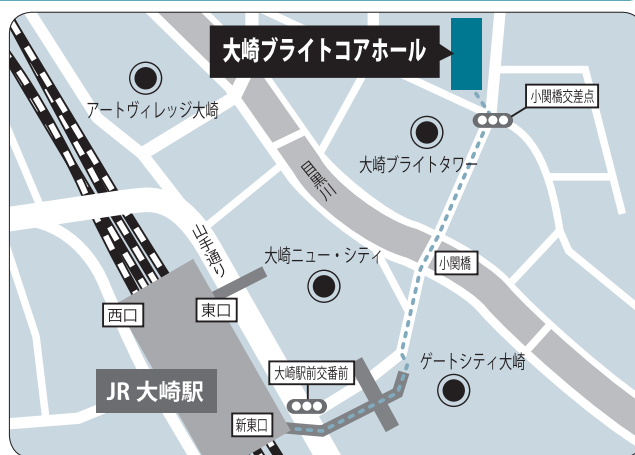 大崎ブライトコアホール
アートヴィレッジ大崎
小関橋交差点
大崎ブライトタワー
目黒川
山手通り
大崎ニュー・シティ
小関橋
西口
東口
JR 大崎駅
大崎駅前交番前
ゲートシティ大崎
新東口